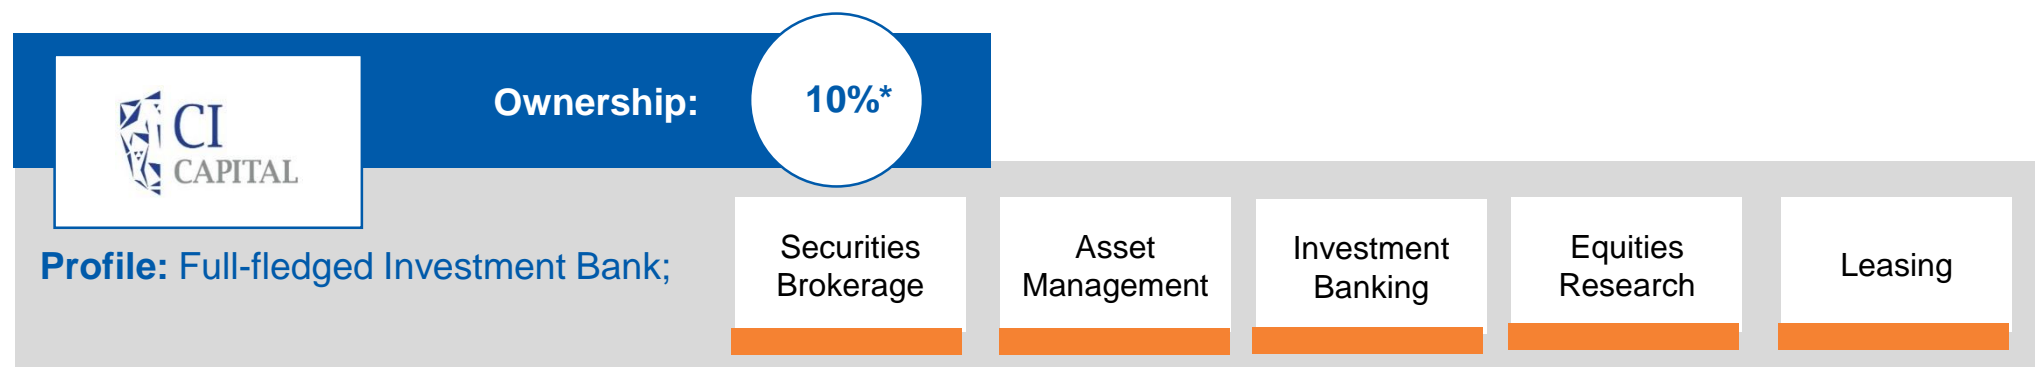 CI
CAPITAL
Ownership:
10%*
Profile: Full-fledged Investment Bank;
Securities
Brokerage
Asset
Management
Investment
Banking
Equities
Research
Leasing